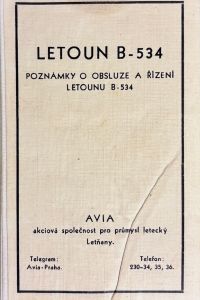 LETOUN B-534
POZNÁMKY O OBSLUZE A ŘÍZENÍ
LETOUNU B-534
AVIA
akciová společnost pro průmysl letecký
Letňany.
Telegram: Telefon:
Avia-Praha. 230-34, 35, 36.